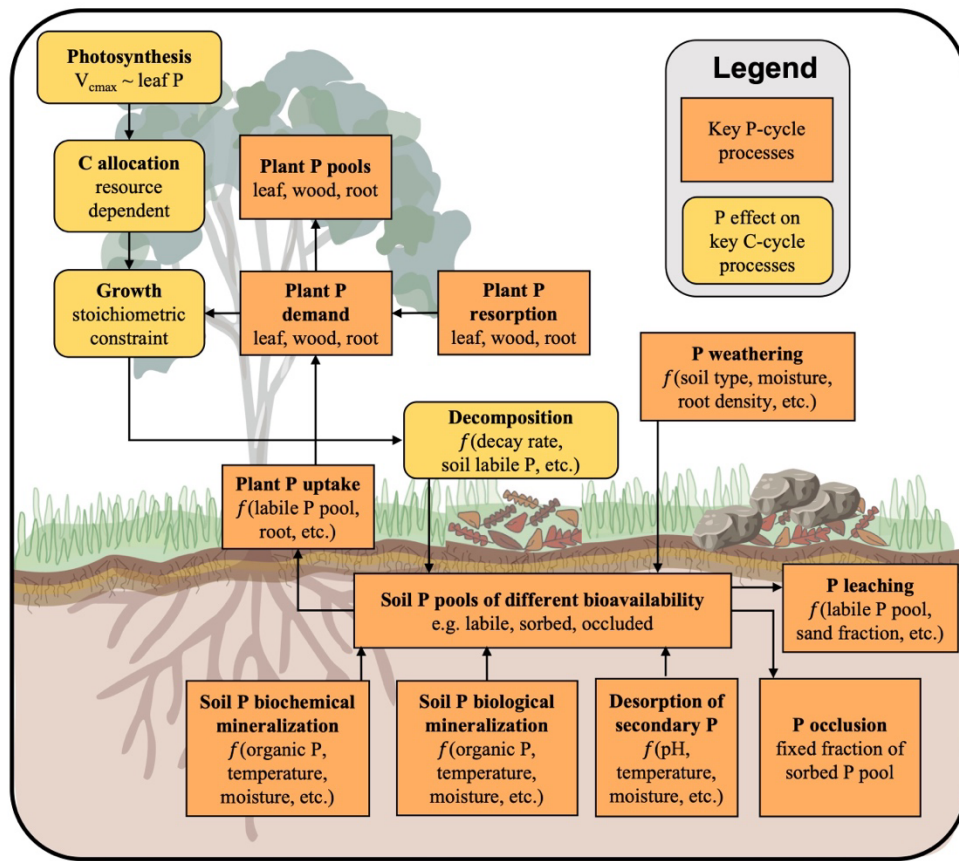 Photosynthesis
Vcmax ~ leaf P
C allocation
resource
dependent
Growth
stoichiometric
constraint
Plant P pools
leaf, wood, root
Plant P
demand
leaf, wood, root
Plant P
resorption
leaf, wood, root
Legend
Key P-cycle
processes
P effect on
key C-cycle
processes
P weathering
f(soil type, moisture,
root density, etc.)
Decomposition
f(decay rate,
soil labile P, etc.)
Plant P uptake
f(labile P pool,
root, etc.)
Soil P pools of different bioavailability
e.g. labile, sorbed, occluded
P leaching
f(labile P pool,
sand fraction, etc.)
Soil P biochemical
mineralization
f(organic P,
temperature,
moisture, etc.)
Soil P biological
mineralization
f(organic P,
temperature,
moisture, etc.)
Desorption of
secondary P
f(pH,
temperature,
moisture, etc.)
P occlusion
fixed fraction of
sorbed P pool